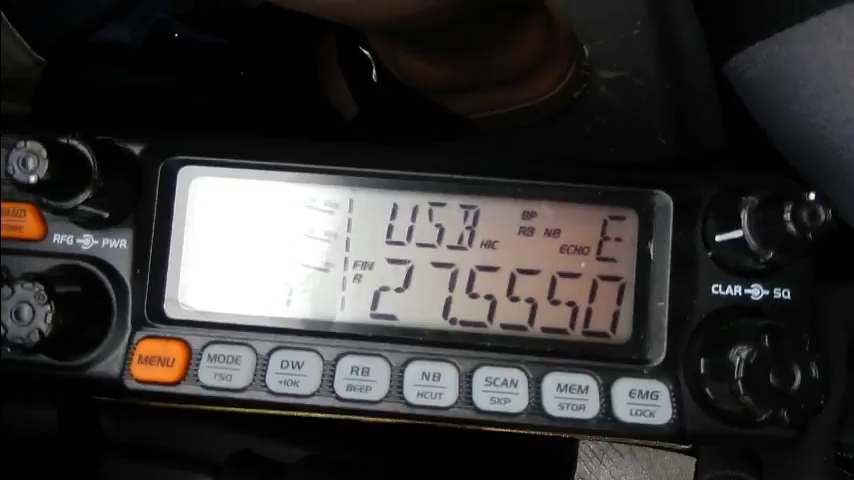 USB HIC BP RB NB ECHO E
FIN R 27.5550
RFG PWR
CLAR SQ
MENU
MODE TSQ
DW +10K
RB BEEP
NB HCUT
SCAN SKP
MEM STOR
EMG LOCK